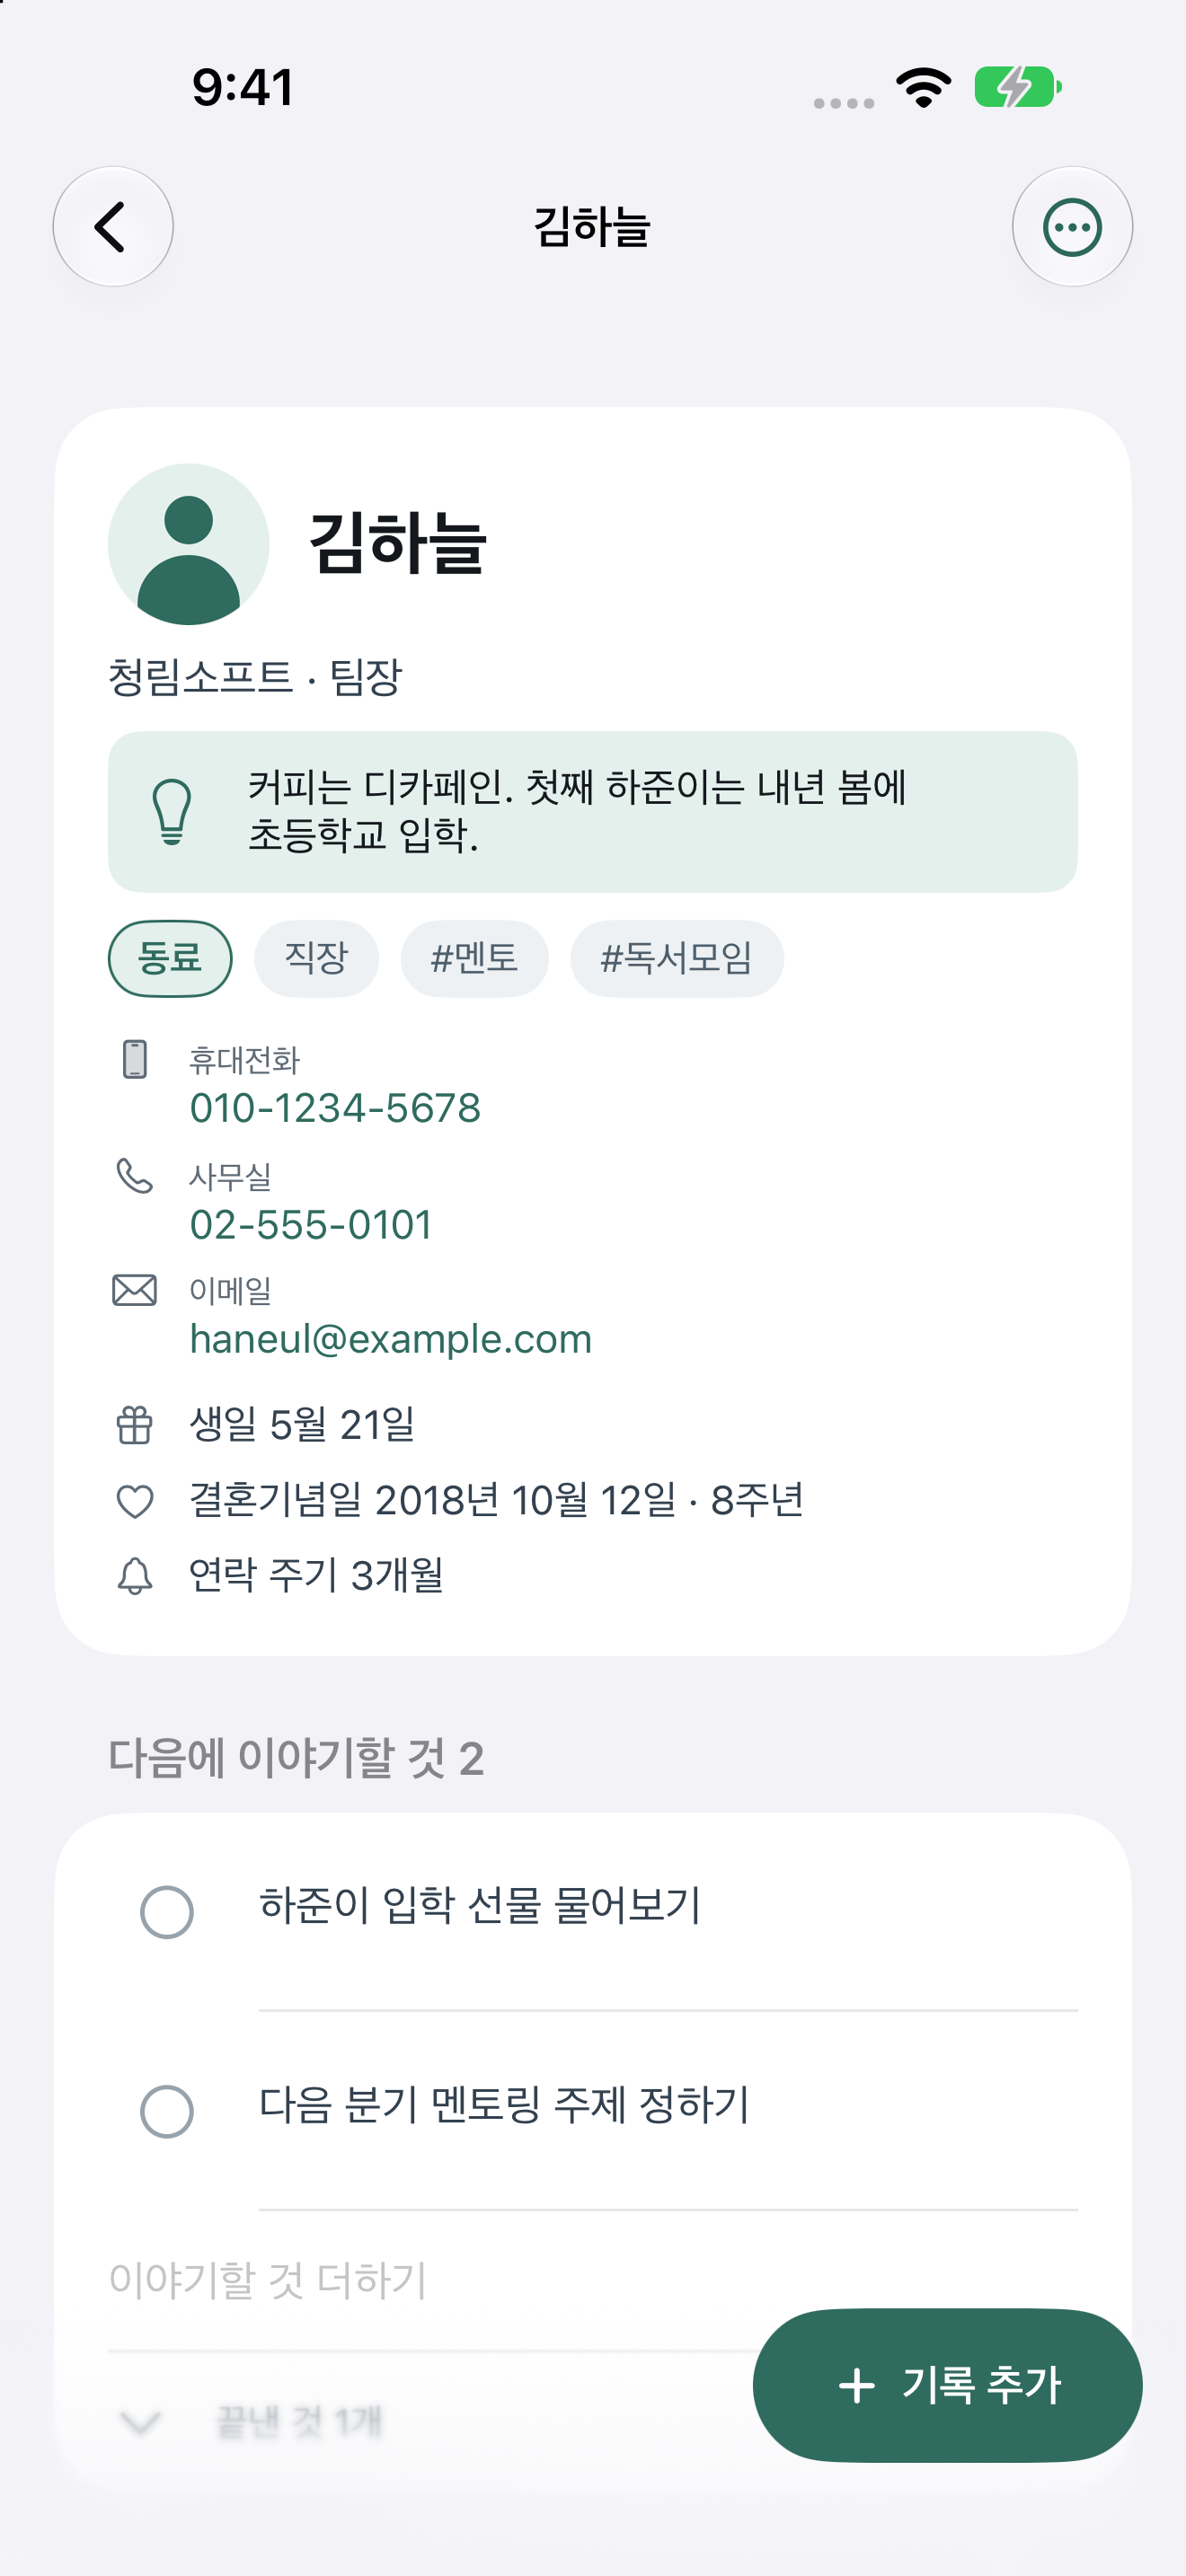 9:41
김하늘
김하늘
청림소프트 · 팀장
커피는 디카페인. 첫째 하준이는 내년 봄에
초등학교 입학.
동료 직장 #멘토 #독서모임
휴대전화
010-1234-5678
사무실
02-555-0101
이메일
haneul@example.com
생일 5월 21일
결혼기념일 2018년 10월 12일 · 8주년
연락 주기 3개월
다음에 이야기할 것 2
하준이 입학 선물 물어보기
다음 분기 멘토링 주제 정하기
이야기할 것 더하기
+ 기록 추가
끝낸 것 1개